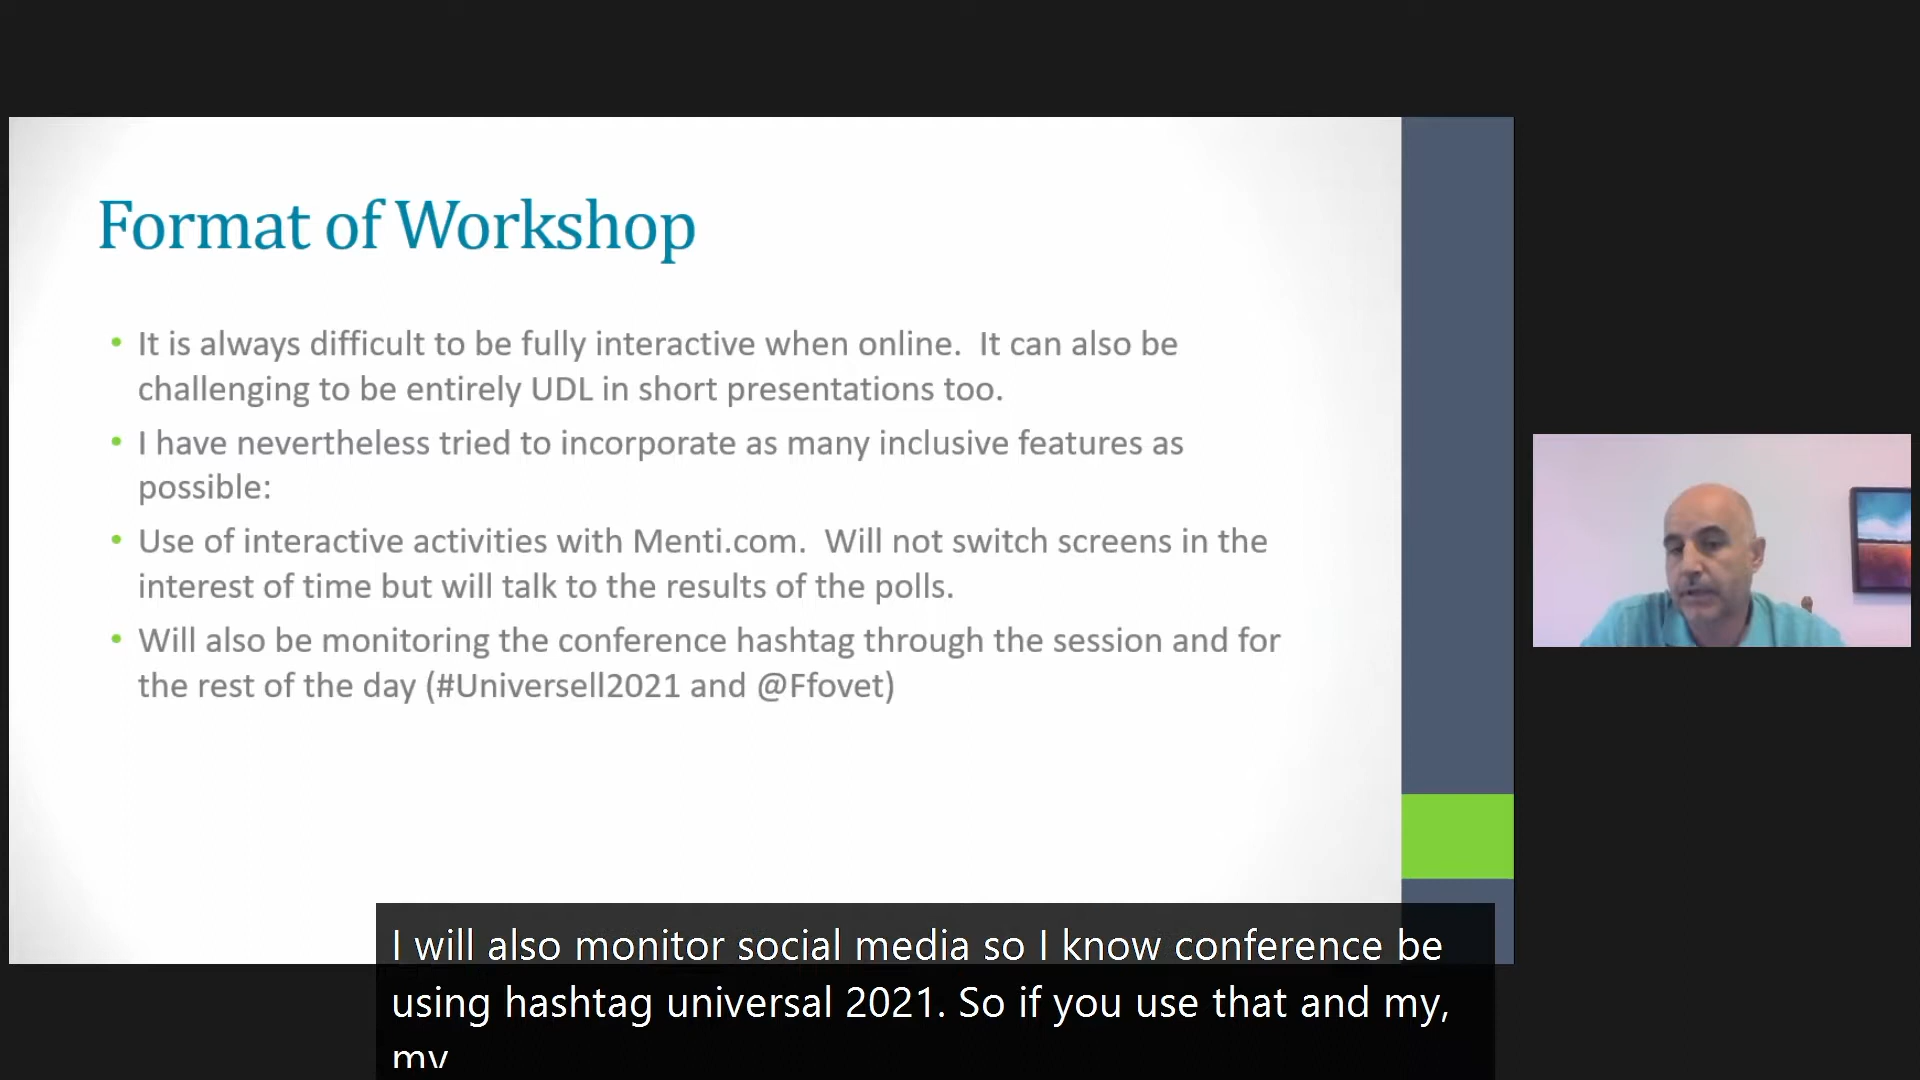 Format of Workshop
• It is always difficult to be fully interactive when online.  It can also be
challenging to be entirely UDL in short presentations too.
• I have nevertheless tried to incorporate as many inclusive features as
possible:
• Use of interactive activities with Menti.com.  Will not switch screens in the
interest of time but will talk to the results of the polls.
• Will also be monitoring the conference hashtag through the session and for
the rest of the day (#Universell2021 and @Ffovet)
I will also monitor social media so I know conference be
using hashtag universal 2021. So if you use that and my,
my